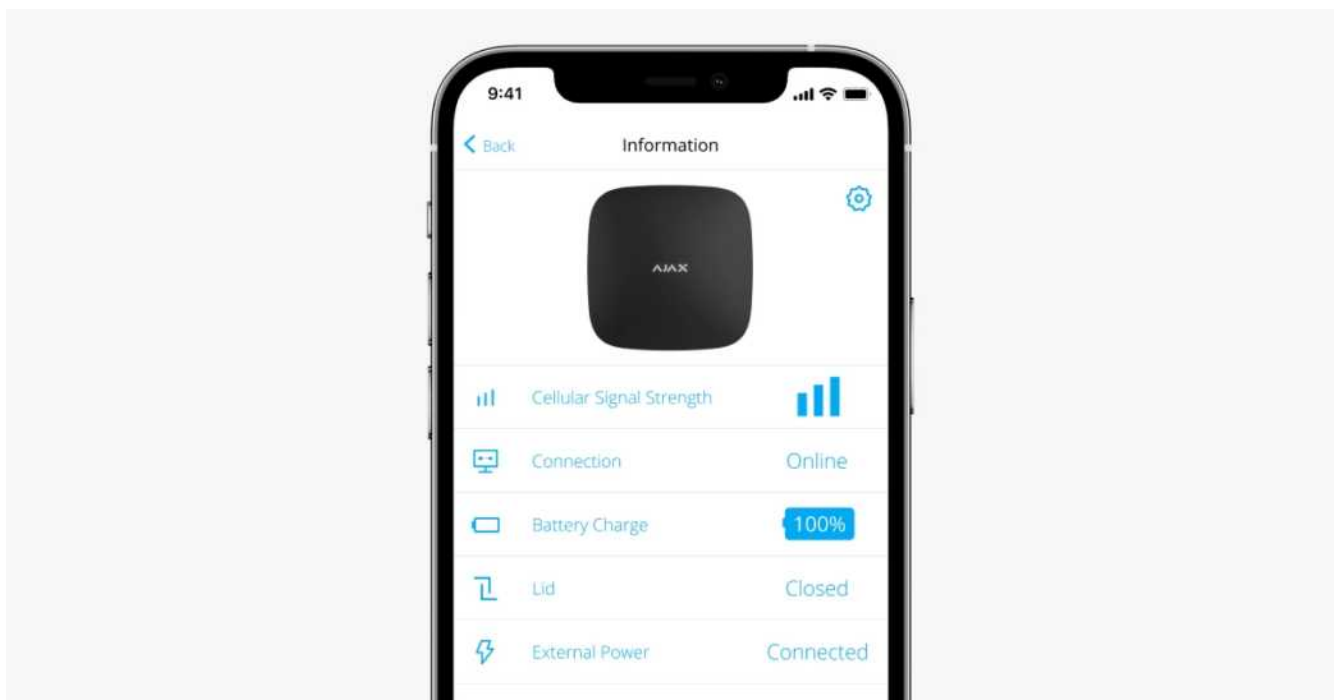 9:41
Back
Information
AJAX
Cellular Signal Strength
Connection
Online
Battery Charge
100%
Lid
Closed
External Power
Connected